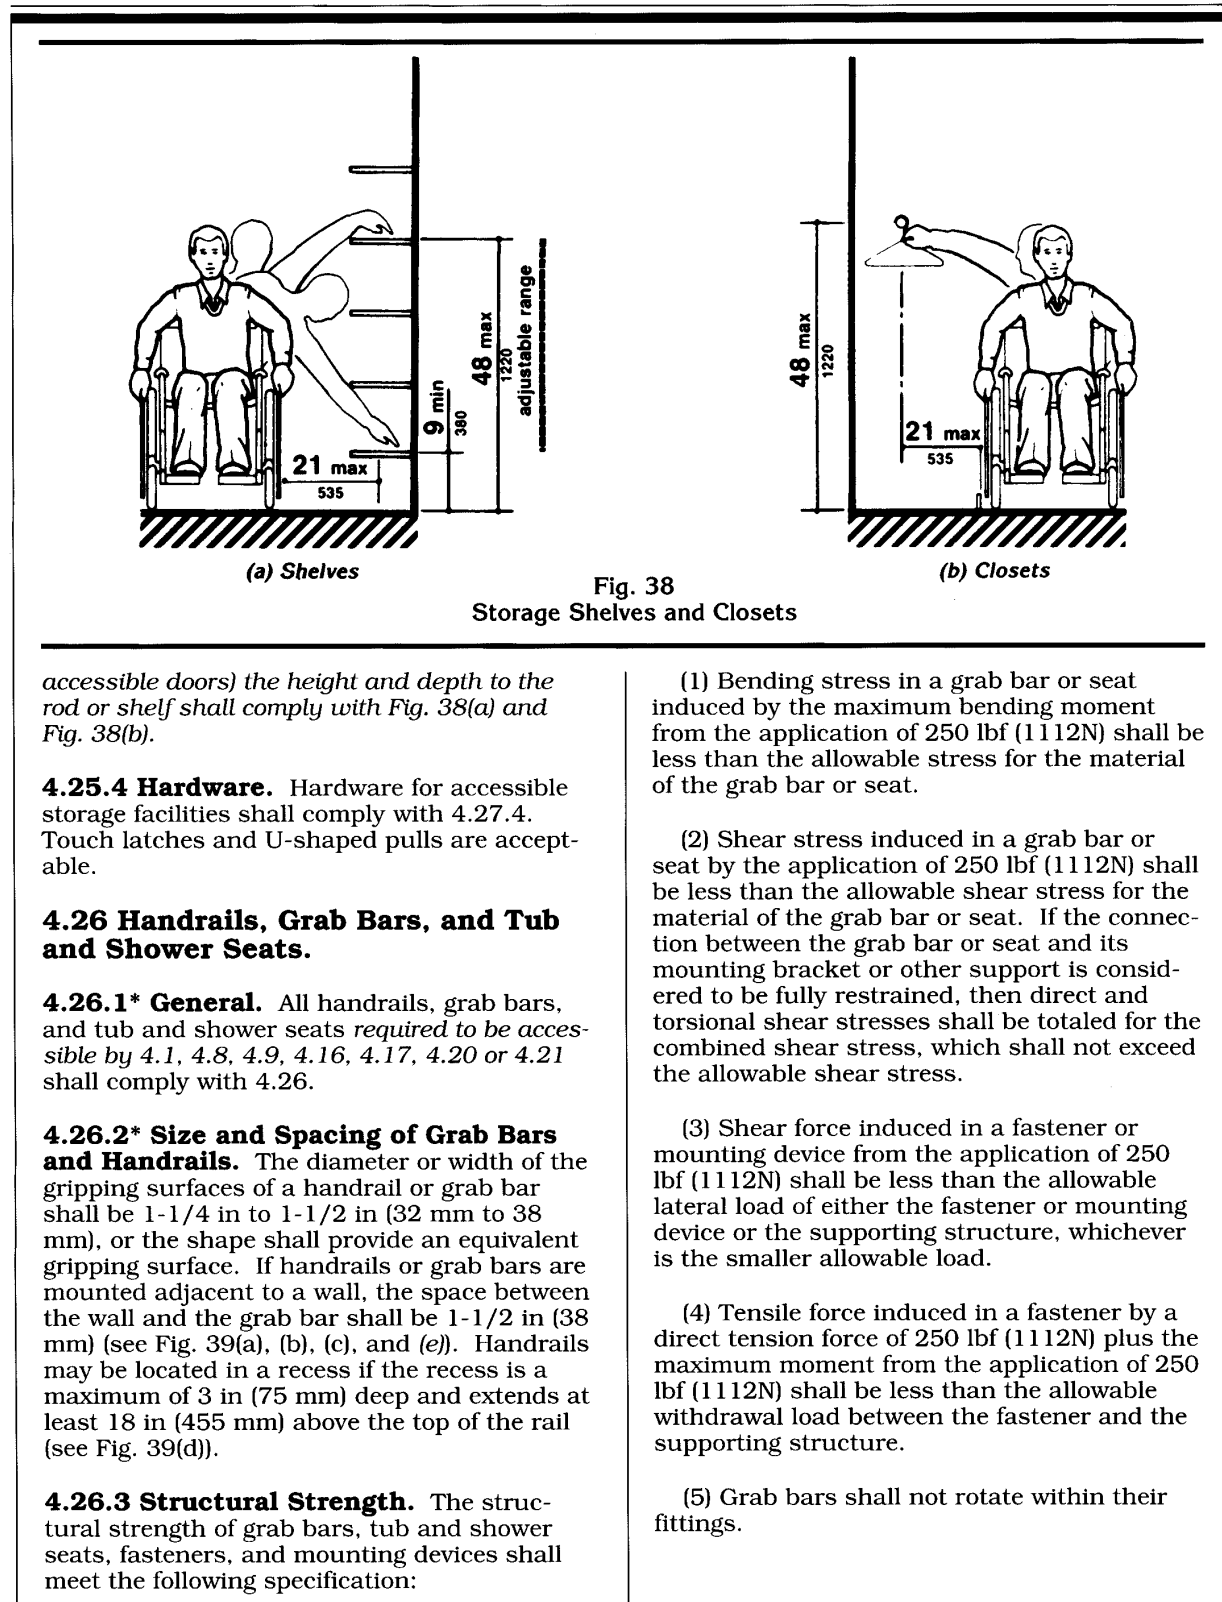 48 max
1220
adjustable range
9 min
380
21 max
535
(a) Shelves
48 max
1220
21 max
535
(b) Closets
Fig. 38
Storage Shelves and Closets
accessible doors) the height and depth to the
rod or shelf shall comply with Fig. 38(a) and
Fig. 38(b).
4.25.4 Hardware. Hardware for accessible
storage facilities shall comply with 4.27.4.
Touch latches and U-shaped pulls are accept-
able.
4.26 Handrails, Grab Bars, and Tub
and Shower Seats.
4.26.1* General. All handrails, grab bars,
and tub and shower seats required to be acces-
sible by 4.1, 4.8, 4.9, 4.16, 4.17, 4.20 or 4.21
shall comply with 4.26.
4.26.2* Size and Spacing of Grab Bars
and Handrails. The diameter or width of the
gripping surfaces of a handrail or grab bar
shall be 1-1/4 in to 1-1/2 in (32 mm to 38
mm), or the shape shall provide an equivalent
gripping surface. If handrails or grab bars are
mounted adjacent to a wall, the space between
the wall and the grab bar shall be 1-1/2 in (38
mm) (see Fig. 39(a), (b), (c), and (e)). Handrails
may be located in a recess if the recess is a
maximum of 3 in (75 mm) deep and extends at
least 18 in (455 mm) above the top of the rail
(see Fig. 39(d)).
4.26.3 Structural Strength. The struc-
tural strength of grab bars, tub and shower
seats, fasteners, and mounting devices shall
meet the following specification:
(1) Bending stress in a grab bar or seat
induced by the maximum bending moment
from the application of 250 lbf (1112N) shall be
less than the allowable stress for the material
of the grab bar or seat.
(2) Shear stress induced in a grab bar or
seat by the application of 250 lbf (1112N) shall
be less than the allowable shear stress for the
material of the grab bar or seat. If the connec-
tion between the grab bar or seat and its
mounting bracket or other support is consid-
ered to be fully restrained, then direct and
torsional shear stresses shall be totaled for the
combined shear stress, which shall not exceed
the allowable shear stress.
(3) Shear force induced in a fastener or
mounting device from the application of 250
lbf (1112N) shall be less than the allowable
lateral load of either the fastener or mounting
device or the supporting structure, whichever
is the smaller allowable load.
(4) Tensile force induced in a fastener by a
direct tension force of 250 lbf (1112N) plus the
maximum moment from the application of 250
lbf (1112N) shall be less than the allowable
withdrawal load between the fastener and the
supporting structure.
(5) Grab bars shall not rotate within their
fittings.